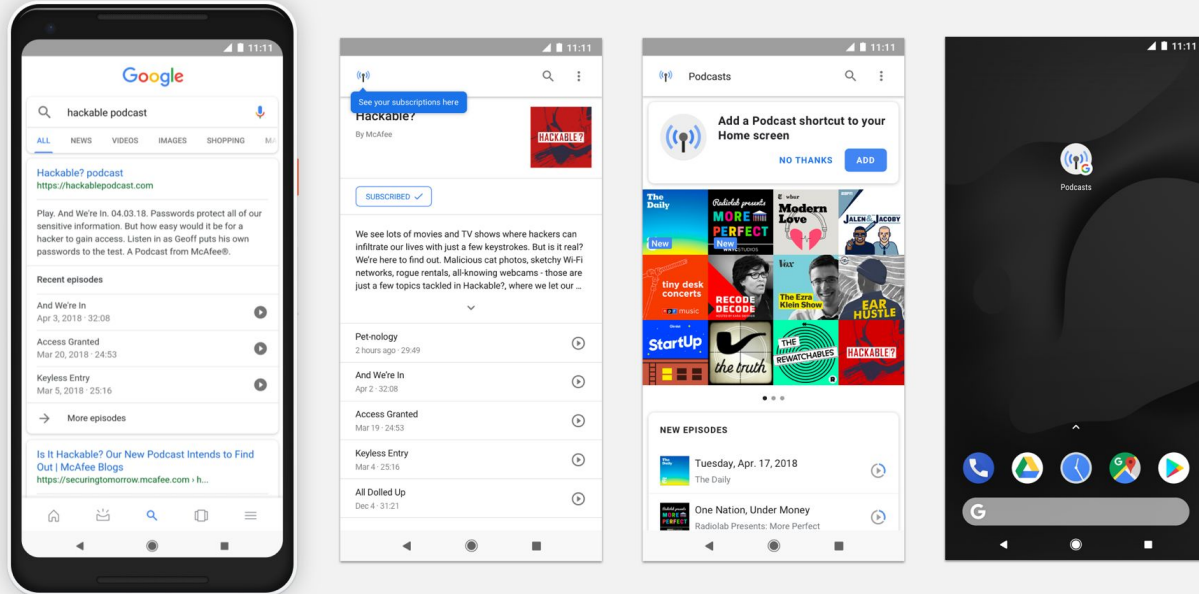 11:11
Google
hackable podcast
ALL NEWS VIDEOS IMAGES SHOPPING MA
Hackable? podcast
https://hackablepodcast.com
Play. And We're In. 04.03.18. Passwords protect all of our
sensitive information. But how easy would it be for a
hacker to gain access. Listen in as Geoff puts his own
passwords to the test. A Podcast from McAfee®.
Recent episodes
And We're In
Apr 3, 2018 · 32:08
Access Granted
Mar 20, 2018 · 24:53
Keyless Entry
Mar 5, 2018 · 25:16
More episodes
Is It Hackable? Our New Podcast Intends to Find
Out | McAfee Blogs
https://securingtomorrow.mcafee.com › h...
11:11
See your subscriptions here
Hackable?
By McAfee
HACKABLE?
SUBSCRIBED
We see lots of movies and TV shows where hackers can
infiltrate our lives with just a few keystrokes. But is it real?
We're here to find out. Malicious cat photos, sketchy Wi-Fi
networks, rogue rentals, all-knowing webcams - those are
just a few topics tackled in Hackable?, where we let our ...
Pet-nology
2 hours ago · 29:49
And We're In
Apr 2 · 32:08
Access Granted
Mar 19 · 24:53
Keyless Entry
Mar 4 · 25:16
All Dolled Up
Dec 4 · 31:21
11:11
Podcasts
Add a Podcast shortcut to your
Home screen
NO THANKS ADD
The
Daily
New
Radiolab presents
MORE
PERFECT
New
WNYCSTUDIOS
wbur
Modern
Love
ESPN
JALEN & JACOBY
tiny desk
concerts
npr music
RECODE
DECODE
Vox
The Ezra
Klein Show
EAR
HUSTLE
StartUp
the truth
THE
REWATCHABLES
HACKABLE?
NEW EPISODES
The
Daily
Tuesday, Apr. 17, 2018
The Daily
MORE
PERFECT
One Nation, Under Money
Radiolab Presents: More Perfect
11:11
Podcasts
G